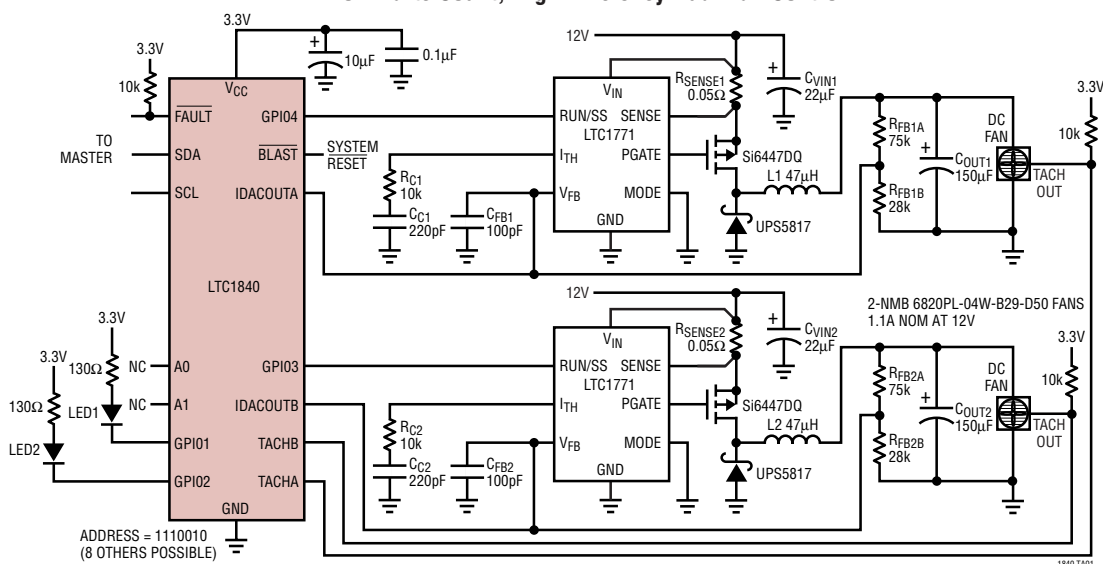 3.3V
3.3V
10k
10µF
0.1µF
VCC
FAULT
TO
MASTER
SDA
SCL
GPI04
BLAST
SYSTEM
RESET
IDACOUTA
LTC1840
3.3V
3.3V
130Ω
130Ω
LED1
LED2
NC
NC
A0
A1
GPI01
GPI02
GPI03
IDACOUTB
TACHB
TACHA
GND
ADDRESS = 1110010
(8 OTHERS POSSIBLE)
12V
RSENSE1
0.05Ω
CVIN1
22µF
VIN
RUN/SS
SENSE
LTC1771
ITH
PGATE
VFB
MODE
GND
RC1
10k
CC1
220pF
CFB1
100pF
Si6447DQ
L1 47µH
UPS5817
RFB1A
75k
RFB1B
28k
COUT1
150µF
DC
FAN
TACH
OUT
3.3V
10k
12V
RSENSE2
0.05Ω
CVIN2
22µF
VIN
RUN/SS
SENSE
LTC1771
ITH
PGATE
VFB
MODE
GND
RC2
10k
CC2
220pF
CFB2
100pF
Si6447DQ
L2 47µH
UPS5817
2-NMB 6820PL-04W-B29-D50 FANS
1.1A NOM AT 12V
RFB2A
75k
RFB2B
28k
COUT2
150µF
DC
FAN
TACH
OUT
3.3V
10k
1840 TA01